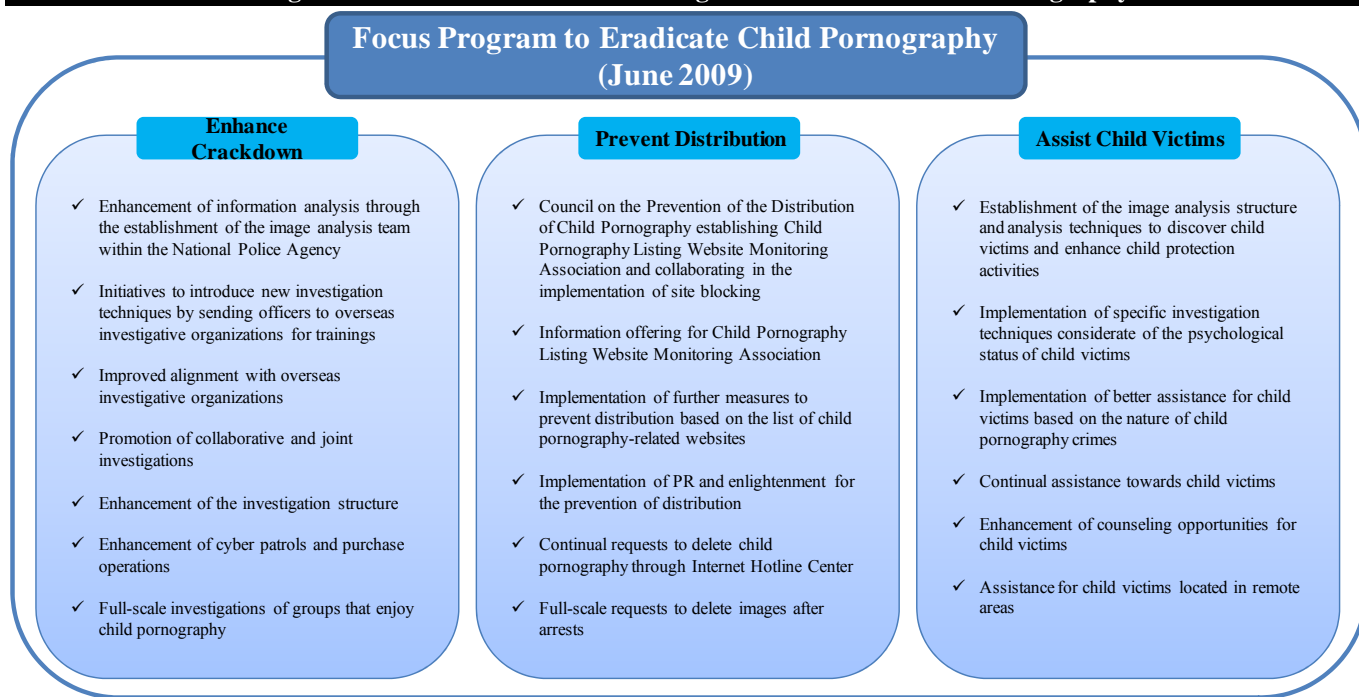 Focus Program to Eradicate Child Pornography
(June 2009)
Enhance
Crackdown
✓ Enhancement of information analysis through
the establishment of the image analysis team
within the National Police Agency
✓ Initiatives to introduce new investigation
techniques by sending officers to overseas
investigative organizations for trainings
✓ Improved alignment with overseas
investigative organizations
✓ Promotion of collaborative and joint
investigations
✓ Enhancement of the investigation structure
✓ Enhancement of cyber patrols and purchase
operations
✓ Full-scale investigations of groups that enjoy
child pornography
Prevent Distribution
✓ Council on the Prevention of the Distribution
of Child Pornography establishing Child
Pornography Listing Website Monitoring
Association and collaborating in the
implementation of site blocking
✓ Information offering for Child Pornography
Listing Website Monitoring Association
✓ Implementation of further measures to
prevent distribution based on the list of child
pornography-related websites
✓ Implementation of PR and enlightenment for
the prevention of distribution
✓ Continual requests to delete child
pornography through Internet Hotline Center
✓ Full-scale requests to delete images after
arrests
Assist Child Victims
✓ Establishment of the image analysis structure
and analysis techniques to discover child
victims and enhance child protection
activities
✓ Implementation of specific investigation
techniques considerate of the psychological
status of child victims
✓ Implementation of better assistance for child
victims based on the nature of child
pornography crimes
✓ Continual assistance towards child victims
✓ Enhancement of counseling opportunities for
child victims
✓ Assistance for child victims located in remote
areas